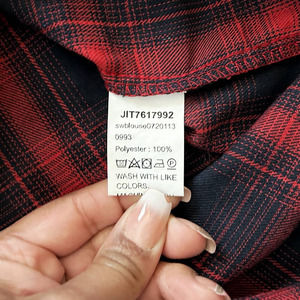 JIT7617992
swblouse0720113
0993
Polyester : 100%
WASH WITH LIKE
COLORS.